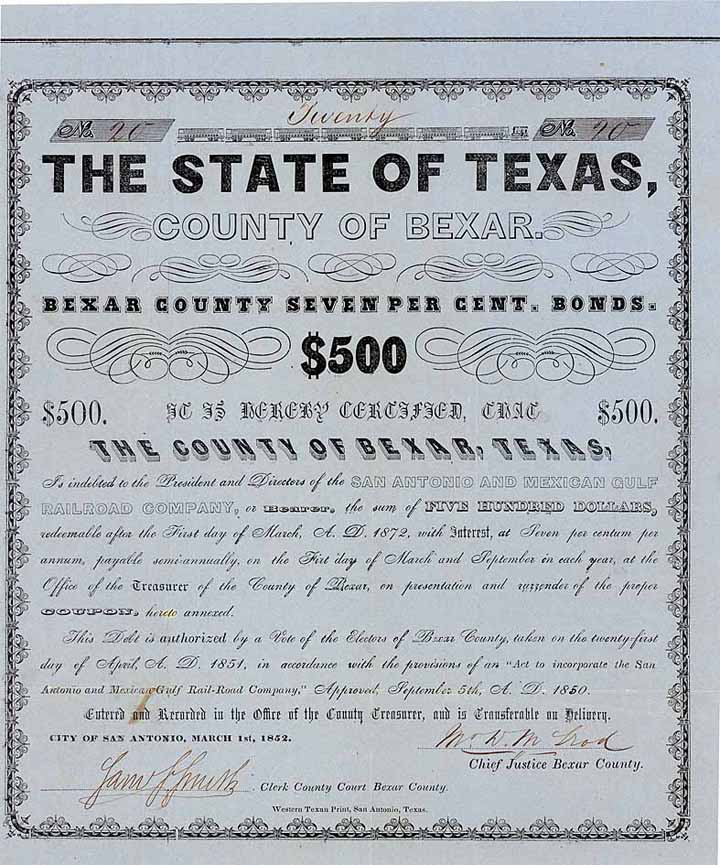 Twenty
No. 20 No. 20
THE STATE OF TEXAS,
COUNTY OF BEXAR.
BEXAR COUNTY SEVEN PER CENT. BONDS.
$500
$500. IT IS HEREBY CERTIFIED, THAT $500.
THE COUNTY OF BEXAR, TEXAS,
Is indebted to the President and Directors of the SAN ANTONIO AND MEXICAN GULF
RAILROAD COMPANY, or Bearer, the sum of FIVE HUNDRED DOLLARS,
redeemable after the First day of March, A. D. 1872, with Interest, at Seven per centum per
annum, payable semi-annually, on the Firt day of March and September in each year, at the
Office of the Treasurer of the County of Bexar, on presentation and surrender of the proper
COUPON, hereto annexed.
This Debt is authorized by a Vote of the Electors of Bexar County, taken on the twenty-first
day of April, A. D. 1851, in accordance with the provisions of an "Act to incorporate the San
Antonio and Mexican Gulf Rail-Road Company," Approved, September 5th, A. D. 1850.
Entered and Recorded in the Office of the County Treasurer, and is Transferable on Delivery.
CITY OF SAN ANTONIO, MARCH 1st, 1852.
Chief Justice Bexar County.
Clerk County Court Bexar County.
Western Texan Print, San Antonio, Texas.